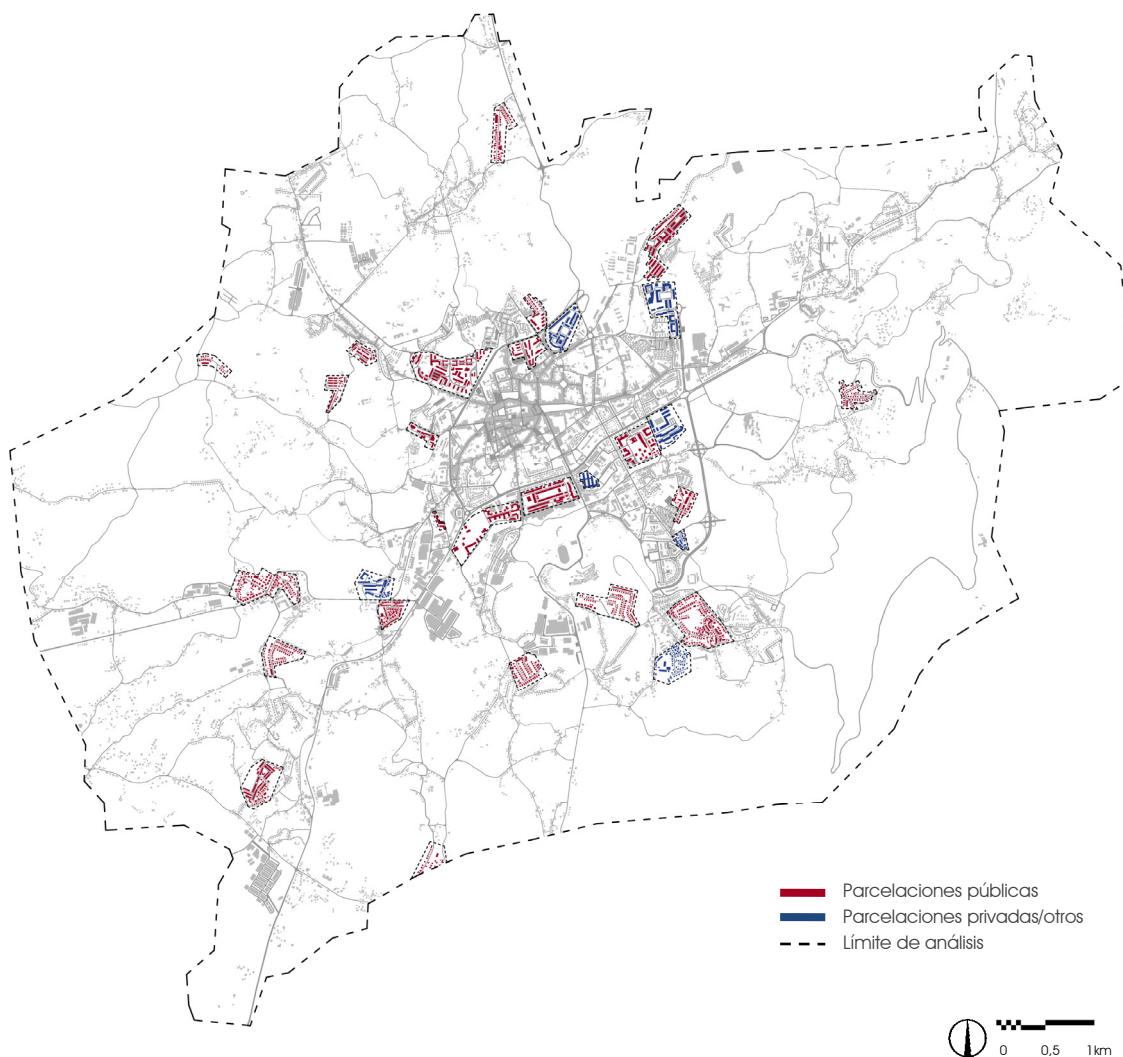 Parcelaciones públicas
Parcelaciones privadas/otros
Límite de análisis
0 0,5 1km